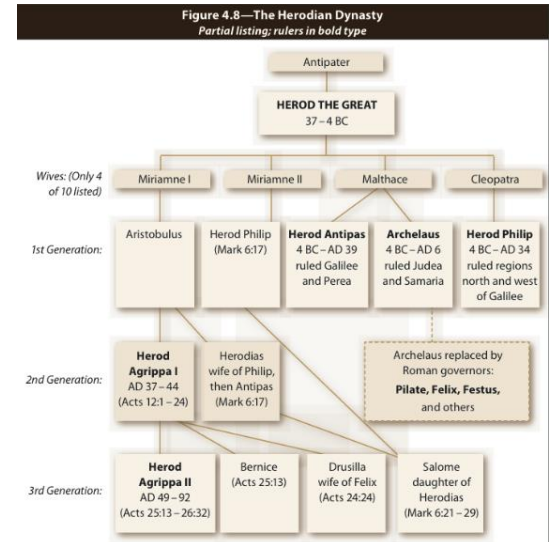 Figure 4.8—The Herodian Dynasty
Partial listing; rulers in bold type
Antipater
HEROD THE GREAT
37–4 BC
Wives: (Only 4
of 10 listed)
Miriamne I
Miriamne II
Malthace
Cleopatra
1st Generation:
Aristobulus
Herod Philip
(Mark 6:17)
Herod Antipas
4 BC–AD 39
ruled Galilee
and Perea
Archelaus
4 BC–AD 6
ruled Judea
and Samaria
Herod Philip
4 BC–AD 34
ruled regions
north and west
of Galilee
2nd Generation:
Herod
Agrippa I
AD 37–44
(Acts 12:1–24)
Herodias
wife of Philip,
then Antipas
(Mark 6:17)
Archelaus replaced by
Roman governors:
Pilate, Felix, Festus,
and others
3rd Generation:
Herod
Agrippa II
AD 49–92
(Acts 25:13–26:32)
Bernice
(Acts 25:13)
Drusilla
wife of Felix
(Acts 24:24)
Salome
daughter of
Herodias
(Mark 6:21–29)